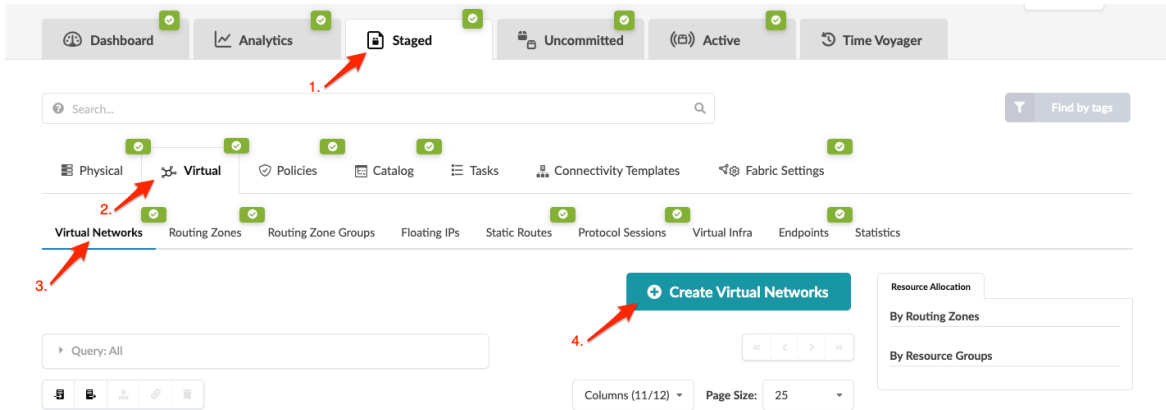 Dashboard Analytics Staged Uncommitted Active Time Voyager
1.
Search... Find by tags
Physical Virtual Policies Catalog Tasks Connectivity Templates Fabric Settings
2.
Virtual Networks Routing Zones Routing Zone Groups Floating IPs Static Routes Protocol Sessions Virtual Infra Endpoints Statistics
3.
Create Virtual Networks
4.
Resource Allocation
By Routing Zones
By Resource Groups
Query: All
Columns (11/12) Page Size: 25